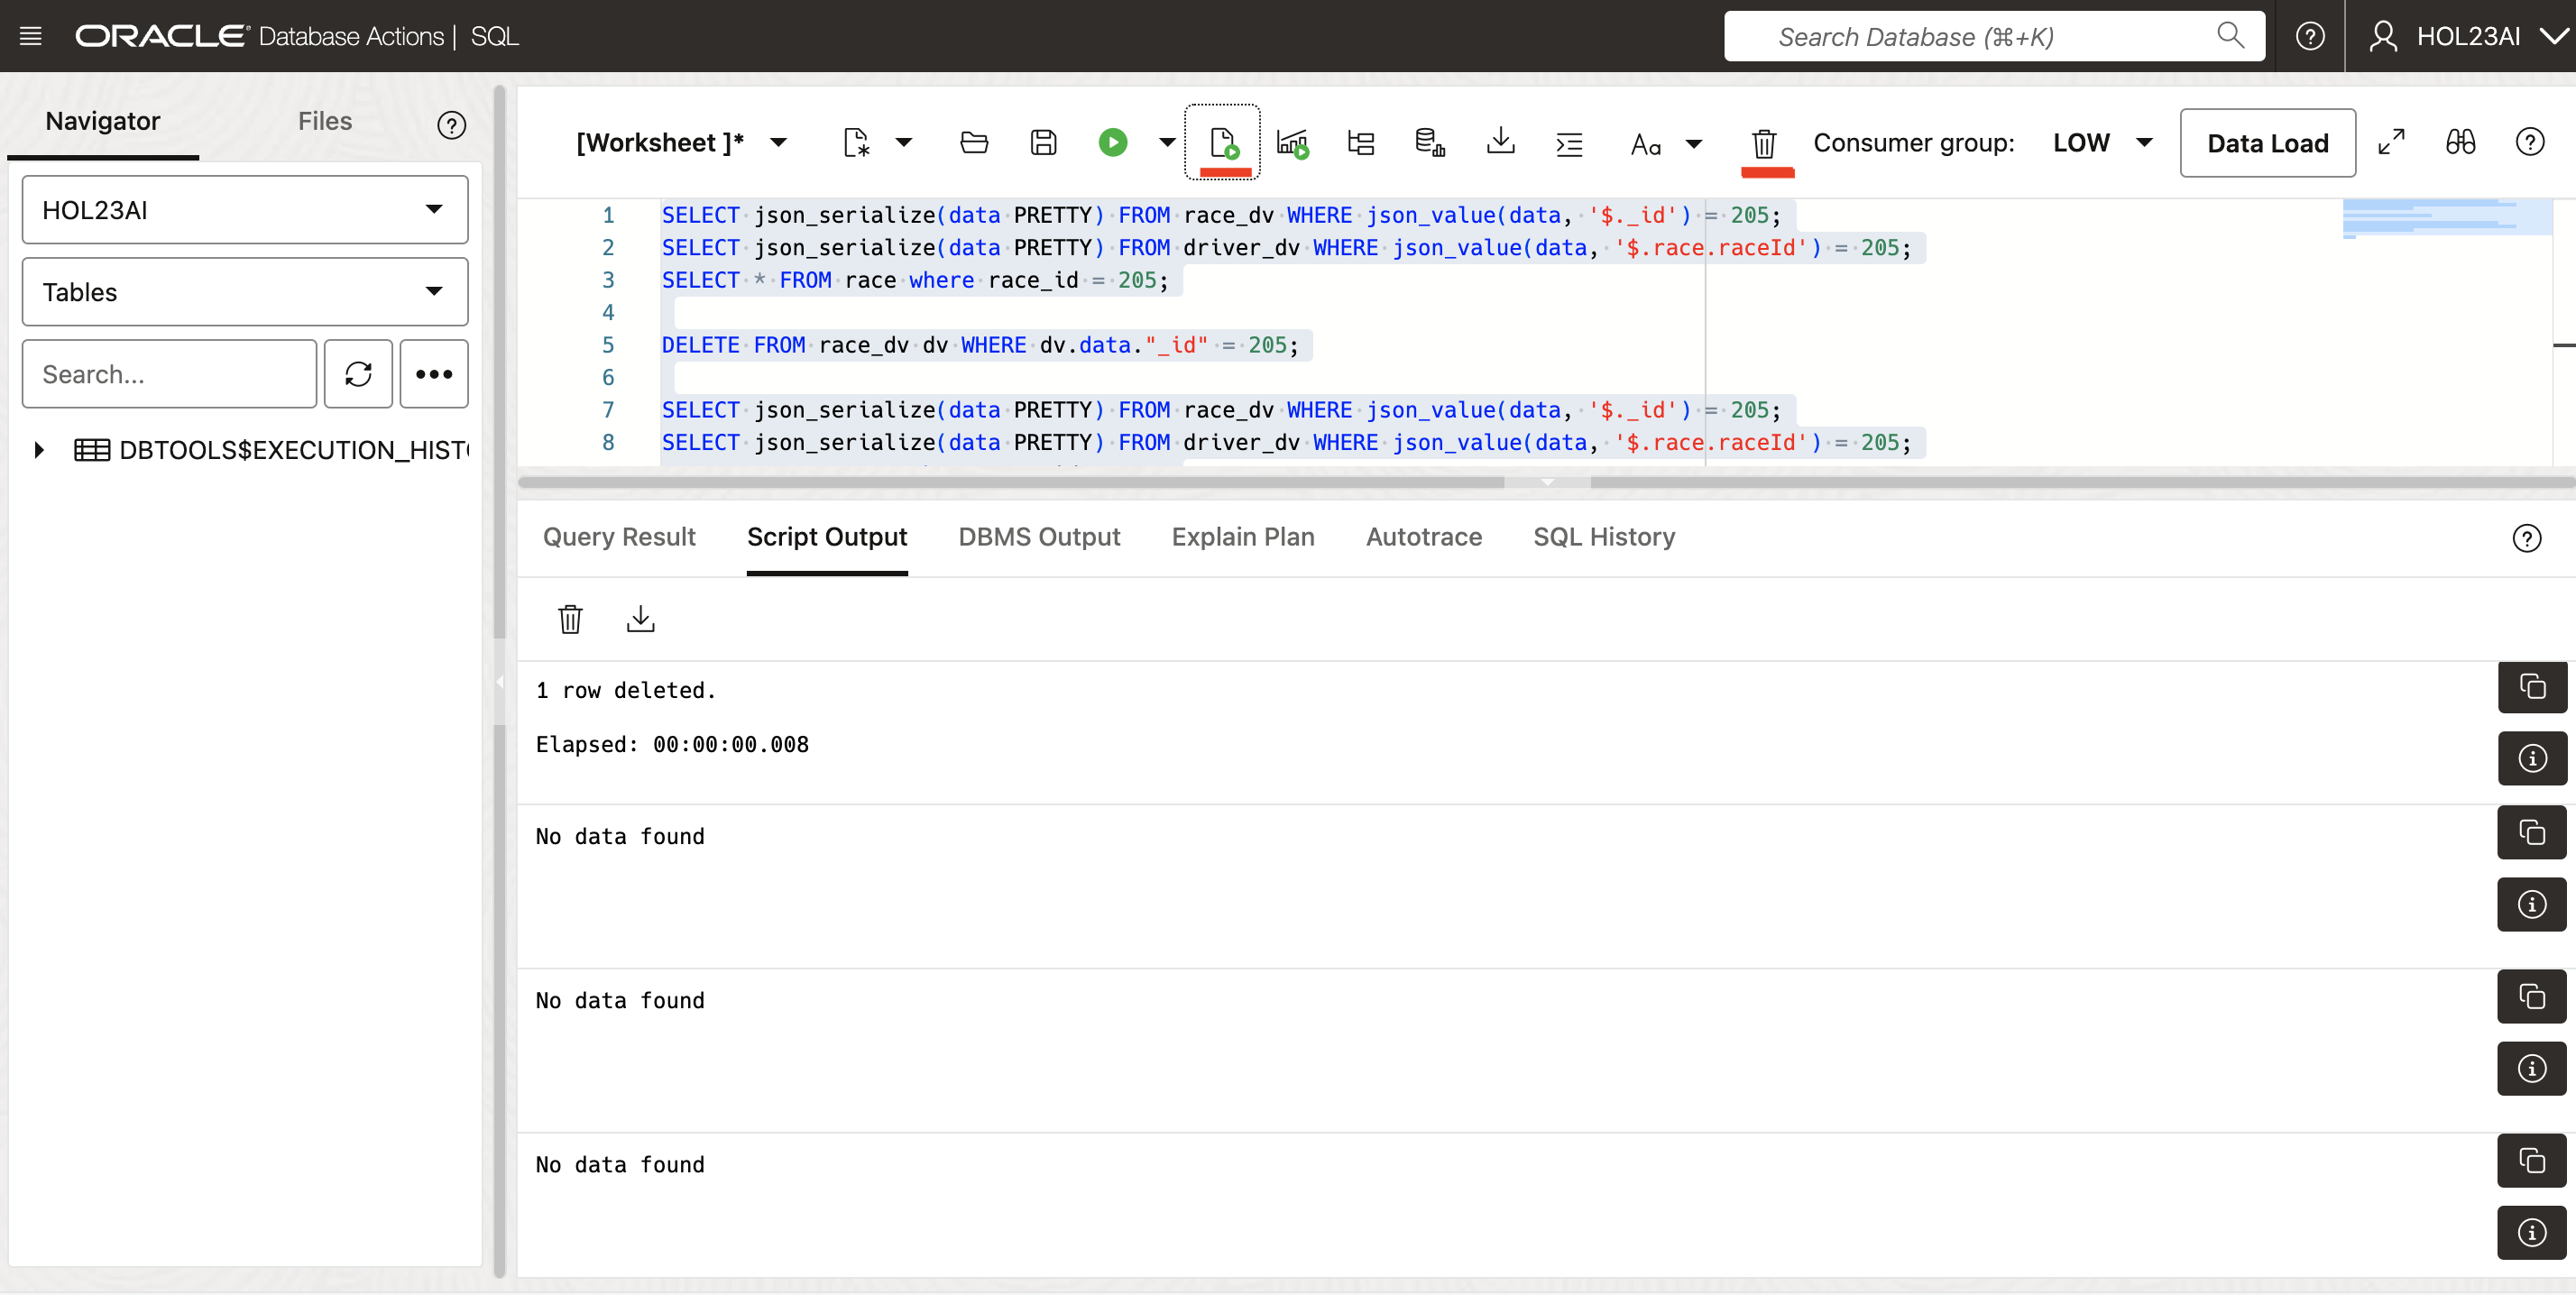 ORACLE Database Actions | SQL
Search Database (⌘+K)
HOL23AI
Navigator
Files
HOL23AI
Tables
Search...
DBTOOLS$EXECUTION_HIST
[Worksheet ]*
Aa
Consumer group:
LOW
Data Load
1 SELECT json_serialize(data PRETTY) FROM race_dv WHERE json_value(data, '$._id') = 205;
2 SELECT json_serialize(data PRETTY) FROM driver_dv WHERE json_value(data, '$.race.raceId') = 205;
3 SELECT * FROM race where race_id = 205;
4
5 DELETE FROM race_dv dv WHERE dv.data."_id" = 205;
6
7 SELECT json_serialize(data PRETTY) FROM race_dv WHERE json_value(data, '$._id') = 205;
8 SELECT json_serialize(data PRETTY) FROM driver_dv WHERE json_value(data, '$.race.raceId') = 205;
Query Result
Script Output
DBMS Output
Explain Plan
Autotrace
SQL History
1 row deleted.
Elapsed: 00:00:00.008
No data found
No data found
No data found